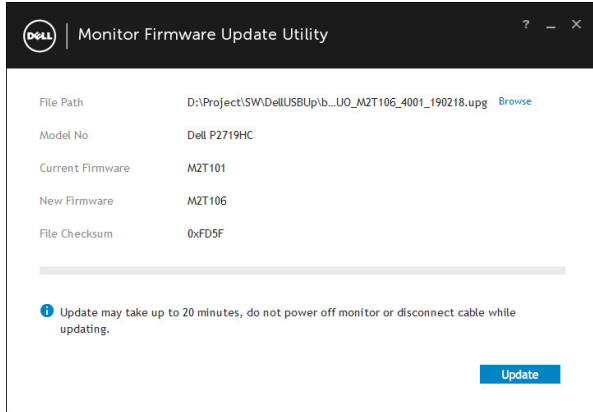 DELL Monitor Firmware Update Utility ?
File Path D:\Project\SW\DellUSBUp\b...UO_M2T106_4001_190218.upg Browse
Model No Dell P2719HC
Current Firmware M2T101
New Firmware M2T106
File Checksum 0xFD5F
Update may take up to 20 minutes, do not power off monitor or disconnect cable while
updating.
Update